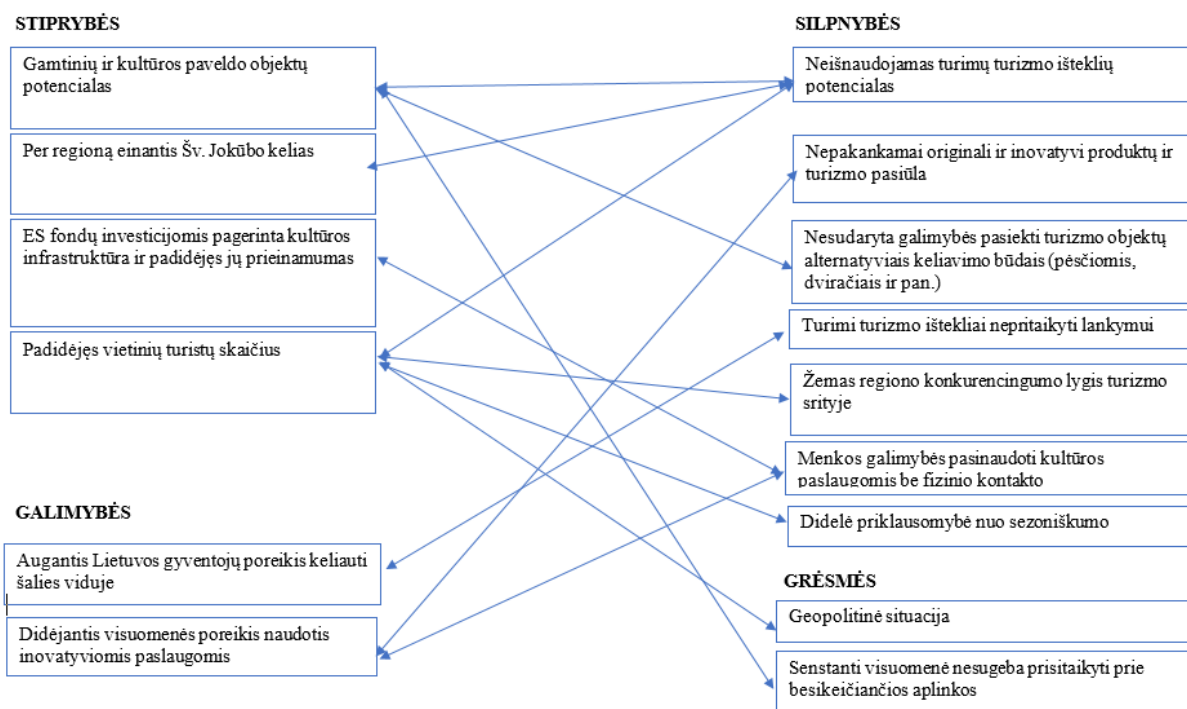 STIPRYBĖS
Gamtinių ir kultūros paveldo objektų
potencialas
Per regioną einantis Šv. Jokūbo kelias
ES fondų investicijomis pagerinta kultūros
infrastruktūra ir padidėjęs jų prieinamumas
Padidėjęs vietinių turistų skaičius
GALIMYBĖS
Augantis Lietuvos gyventojų poreikis keliauti
šalies viduje
Didėjantis visuomenės poreikis naudotis
inovatyviomis paslaugomis
SILPNYBĖS
Neišnaudojamas turimų turizmo išteklių
potencialas
Nepakankamai originali ir inovatyvi produktų ir
turizmo pasiūla
Nesudaryta galimybės pasiekti turizmo objektų
alternatyviais keliavimo būdais (pėsčiomis,
dviračiais ir pan.)
Turimi turizmo ištekliai nepritaikyti lankymui
Žemas regiono konkurencingumo lygis turizmo
srityje
Menkos galimybės pasinaudoti kultūros
paslaugomis be fizinio kontakto
Didelė priklausomybė nuo sezoniškumo
GRĖSMĖS
Geopolitinė situacija
Senstanti visuomenė nesugeba prisitaikyti prie
besikeičiančios aplinkos